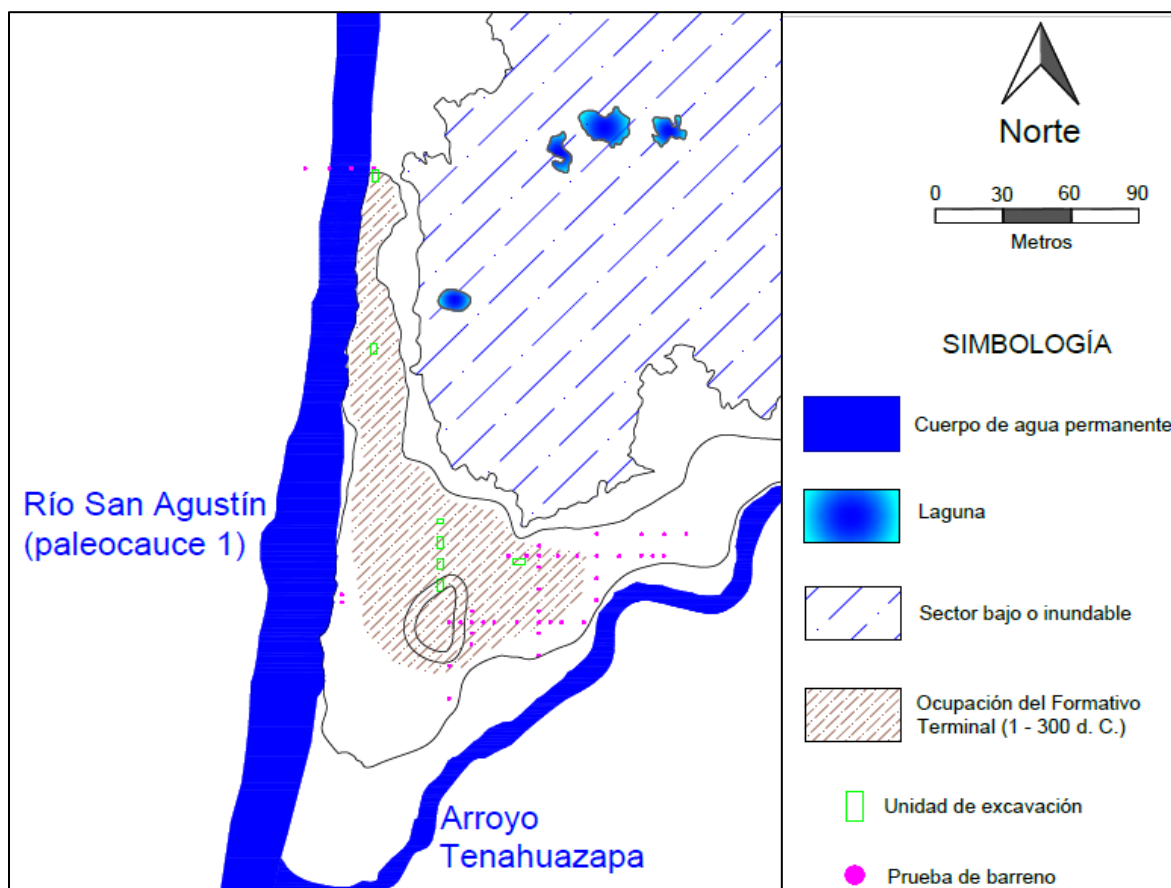 Norte
0 30 60 90
Metros
SIMBOLOGÍA
Cuerpo de agua permanente
Laguna
Sector bajo o inundable
Ocupación del Formativo
Terminal (1 - 300 d. C.)
Unidad de excavación
Prueba de barreno
Río San Agustín
(paleocauce 1)
Arroyo
Tenahuazapa